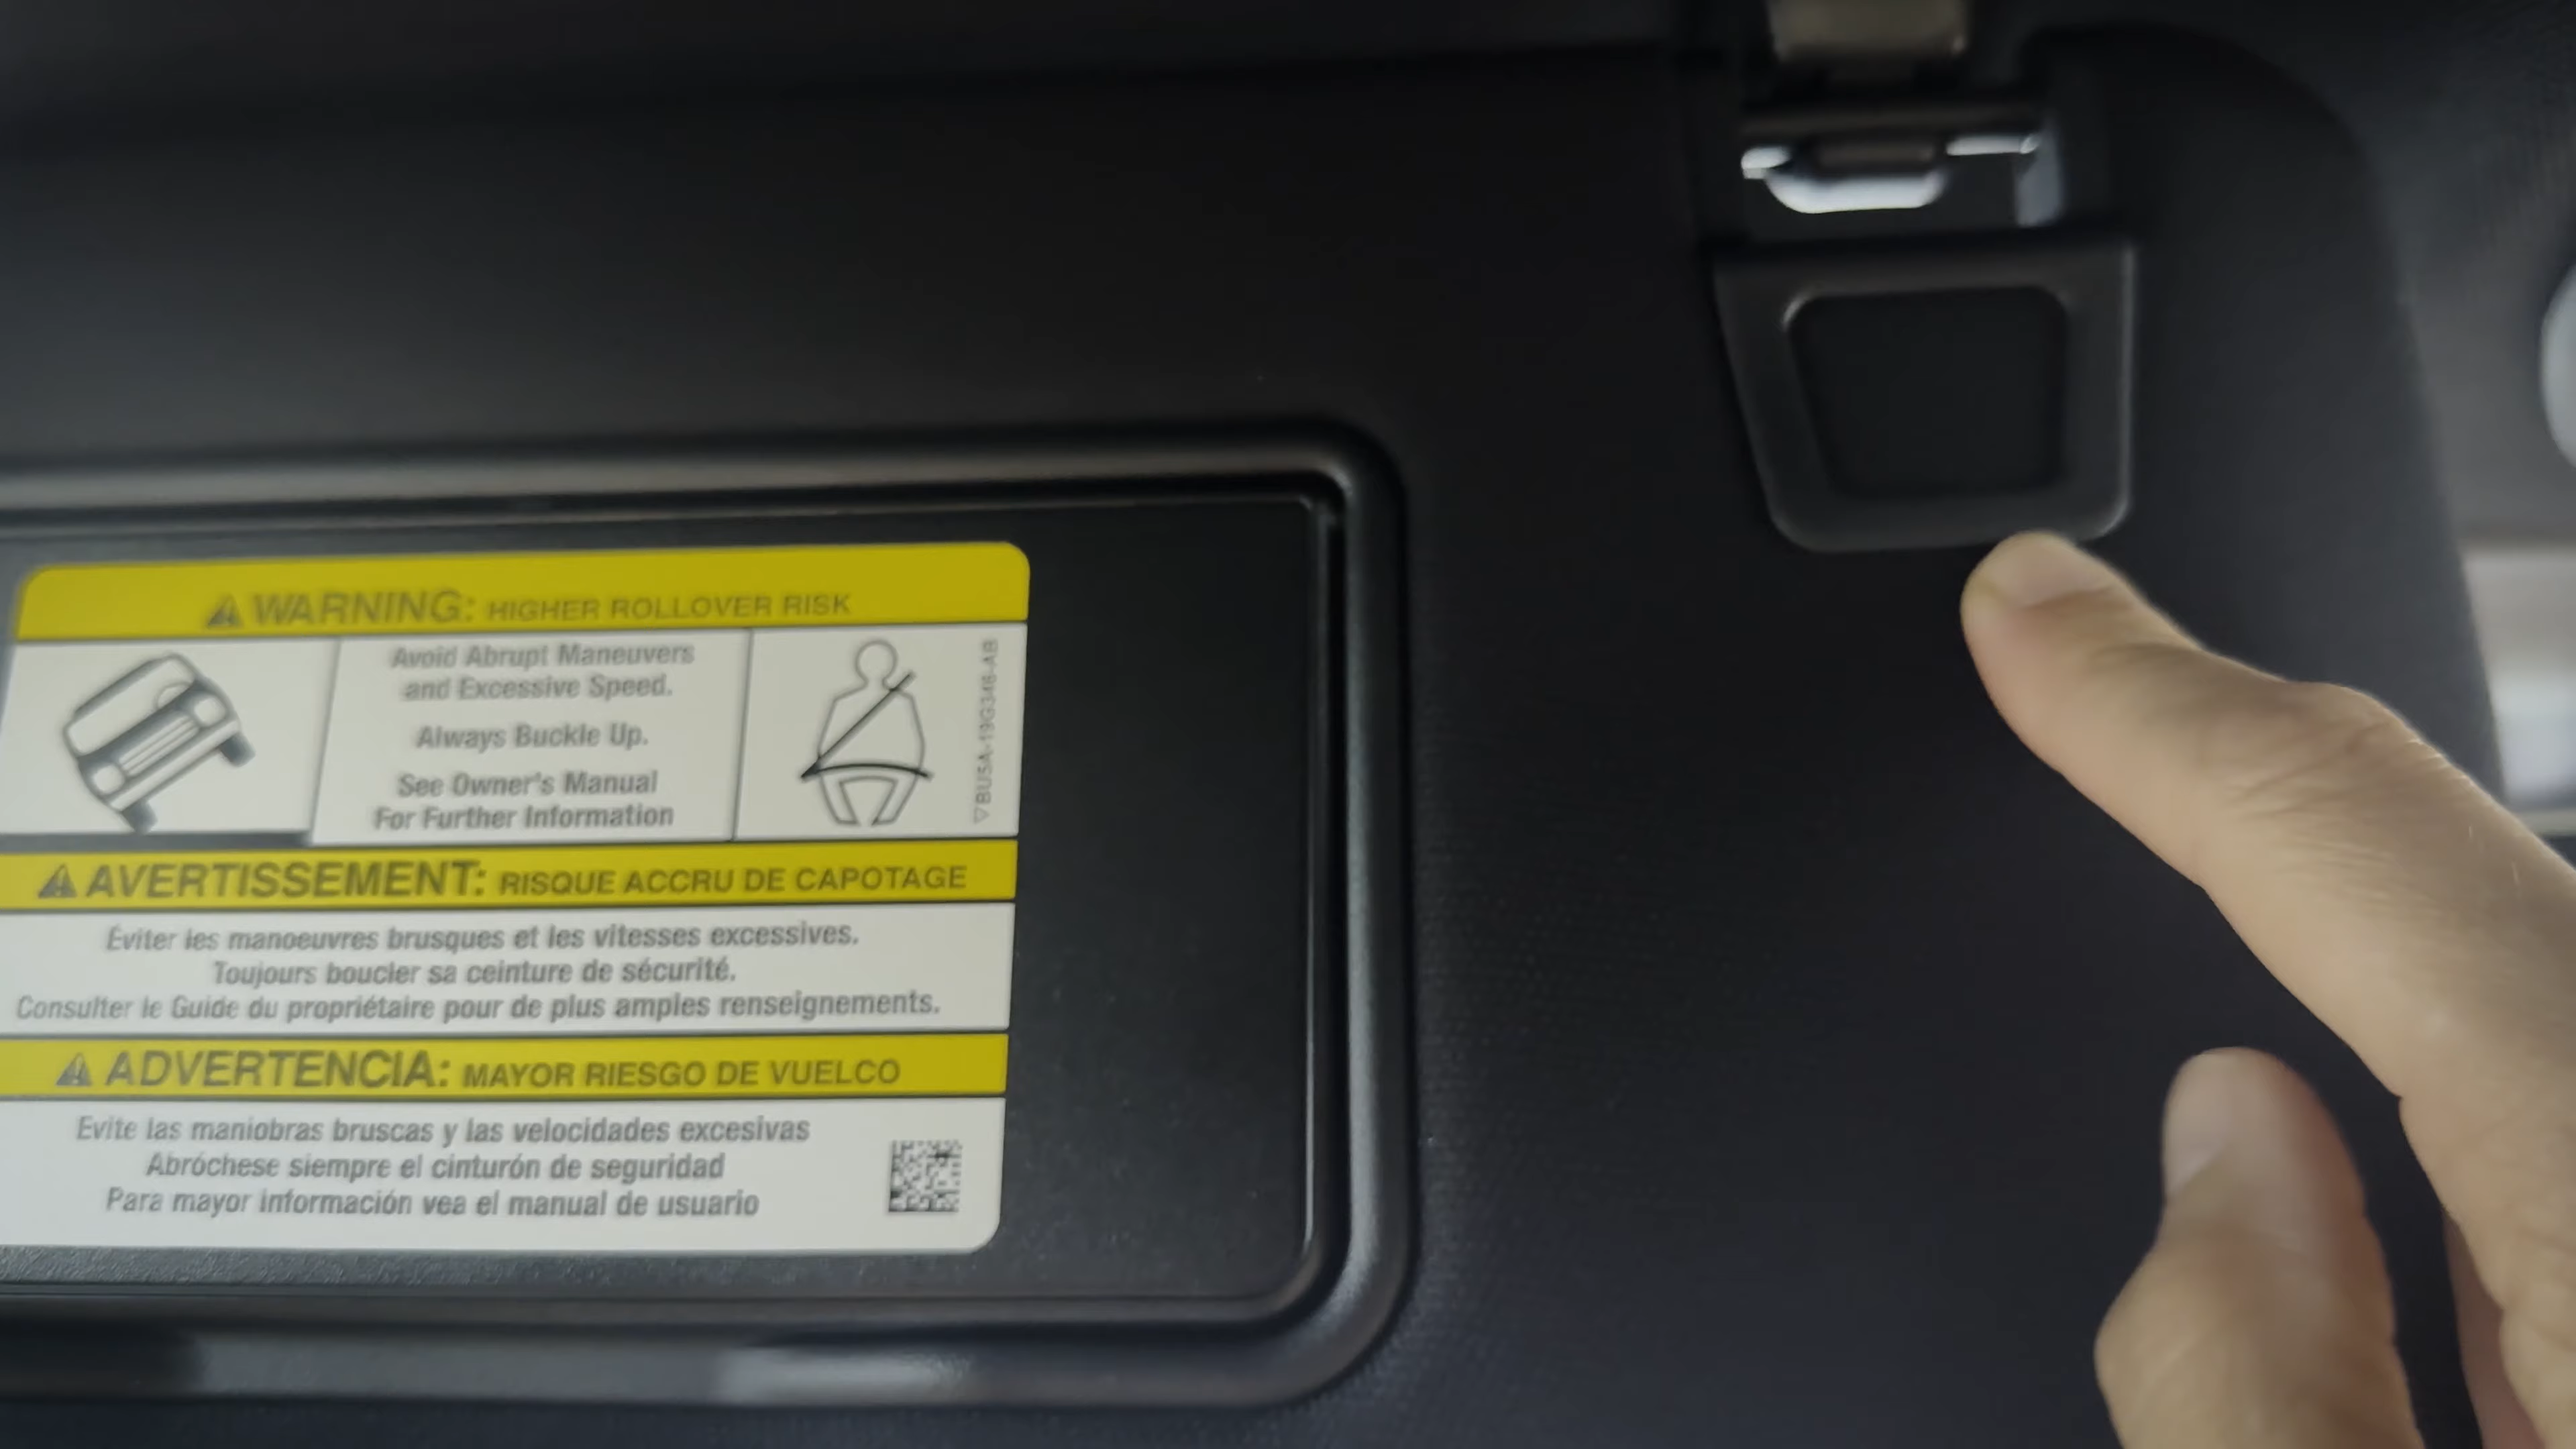 WARNING: HIGHER ROLLOVER RISK
Avoid Abrupt Maneuvers
and Excessive Speed.
Always Buckle Up.
See Owner's Manual
For Further Information
BU5A-19G346-AB
AVERTISSEMENT: RISQUE ACCRU DE CAPOTAGE
Éviter les manoeuvres brusques et les vitesses excessives.
Toujours boucler sa ceinture de sécurité.
Consulter le Guide du propriétaire pour de plus amples renseignements.
ADVERTENCIA: MAYOR RIESGO DE VUELCO
Evite las maniobras bruscas y las velocidades excesivas
Abróchese siempre el cinturón de seguridad
Para mayor información vea el manual de usuario